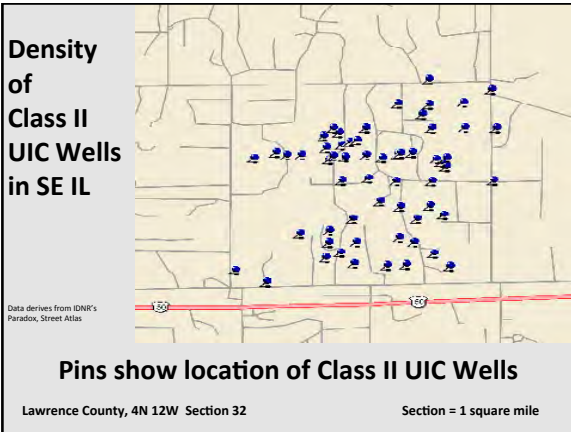 Density
of
Class II
UIC Wells
in SE IL
Data derives from IDNR's
Paradox, Street Atlas
50
50
Pins show location of Class II UIC Wells
Lawrence County, 4N 12W Section 32
Section = 1 square mile